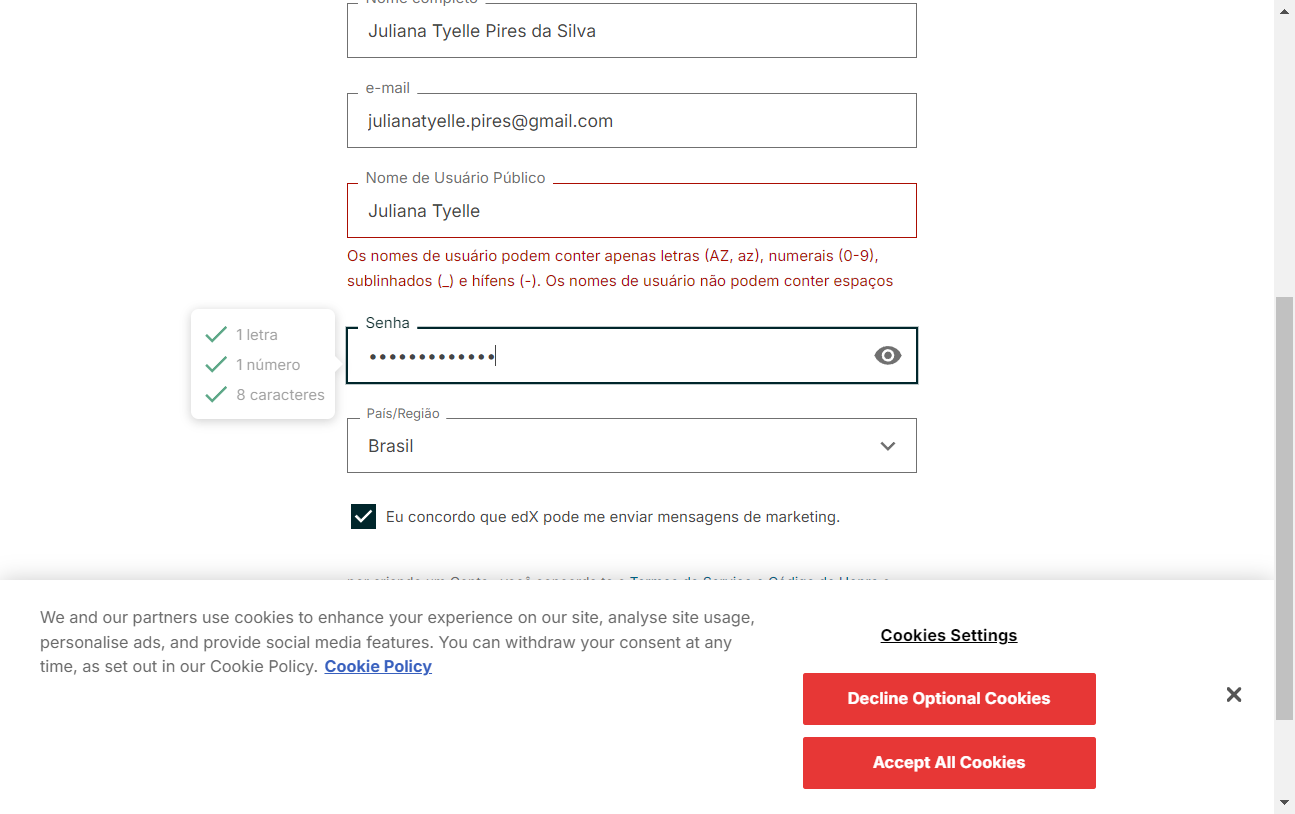 Nome completo
Juliana Tyelle Pires da Silva
e-mail
julianatyelle.pires@gmail.com
Nome de Usuário Público
Juliana Tyelle
Os nomes de usuário podem conter apenas letras (AZ, az), numerais (0-9),
sublinhados (_) e hífens (-). Os nomes de usuário não podem conter espaços
1 letra
1 número
8 caracteres
Senha
•••••••••••••
País/Região
Brasil
Eu concordo que edX pode me enviar mensagens de marketing.
We and our partners use cookies to enhance your experience on our site, analyse site usage,
personalise ads, and provide social media features. You can withdraw your consent at any
time, as set out in our Cookie Policy. Cookie Policy
Cookies Settings
Decline Optional Cookies
Accept All Cookies